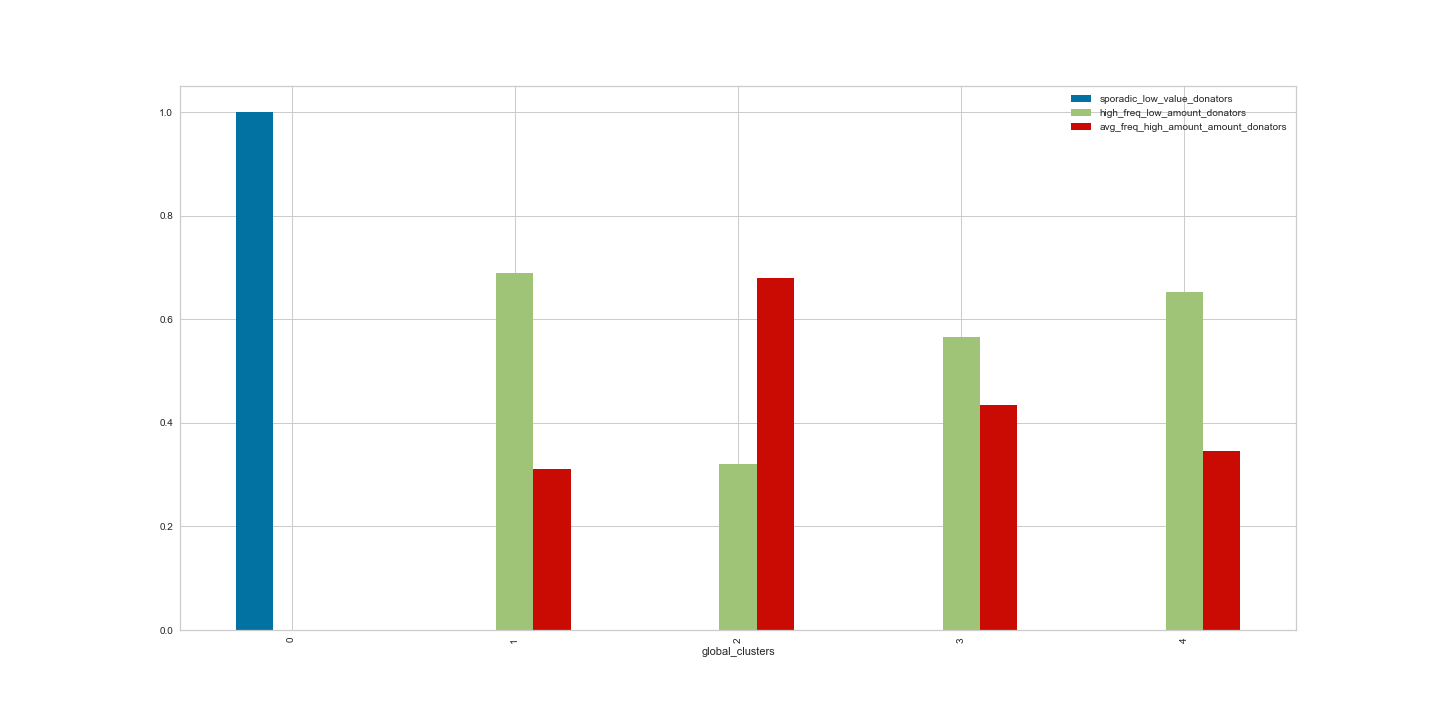 sporadic_low_value_donators
high_freq_low_amount_donators
avg_freq_high_amount_amount_donators
1.0
0.8
0.6
0.4
0.2
0.0
0
1
2
3
4
global_clusters